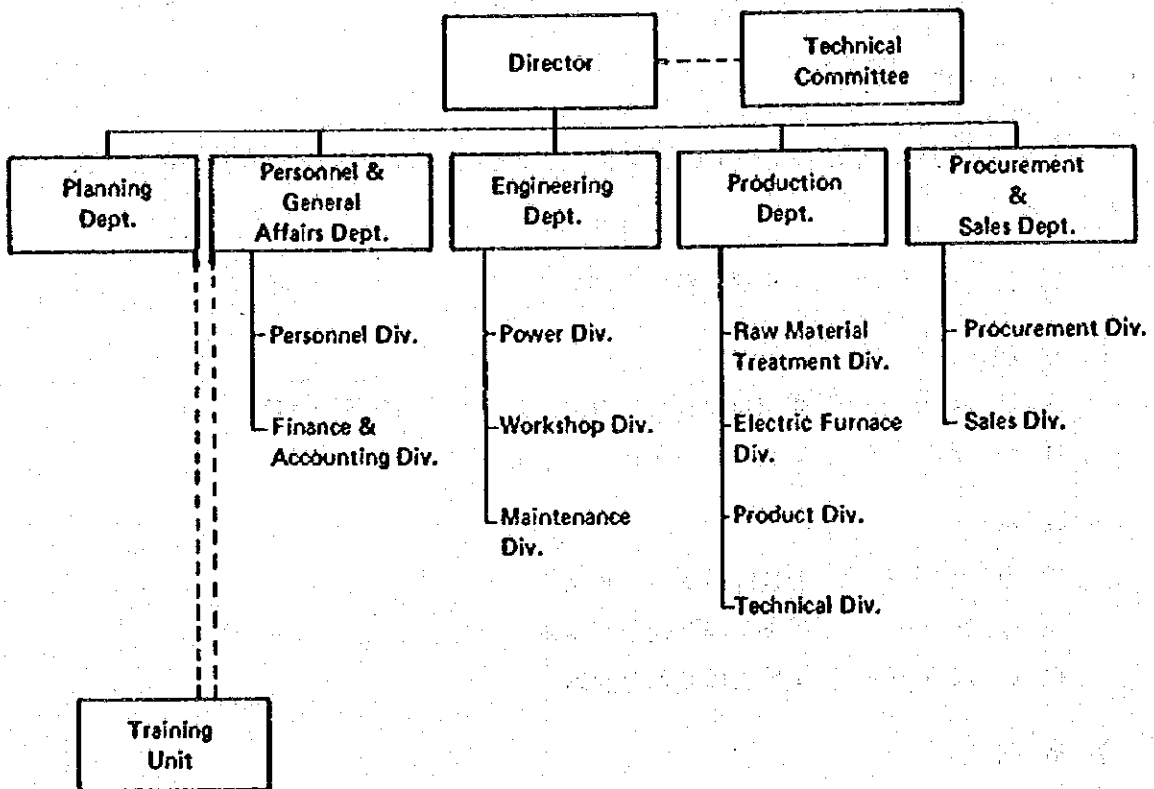 Director
Technical
Committee
Planning
Dept.
Personnel &
General
Affairs Dept.
Engineering
Dept.
Production
Dept.
Procurement
&
Sales Dept.
Personnel Div.
Finance &
Accounting Div.
Power Div.
Workshop Div.
Maintenance
Div.
Raw Material
Treatment Div.
Electric Furnace
Div.
Product Div.
Technical Div.
Procurement Div.
Sales Div.
Training
Unit